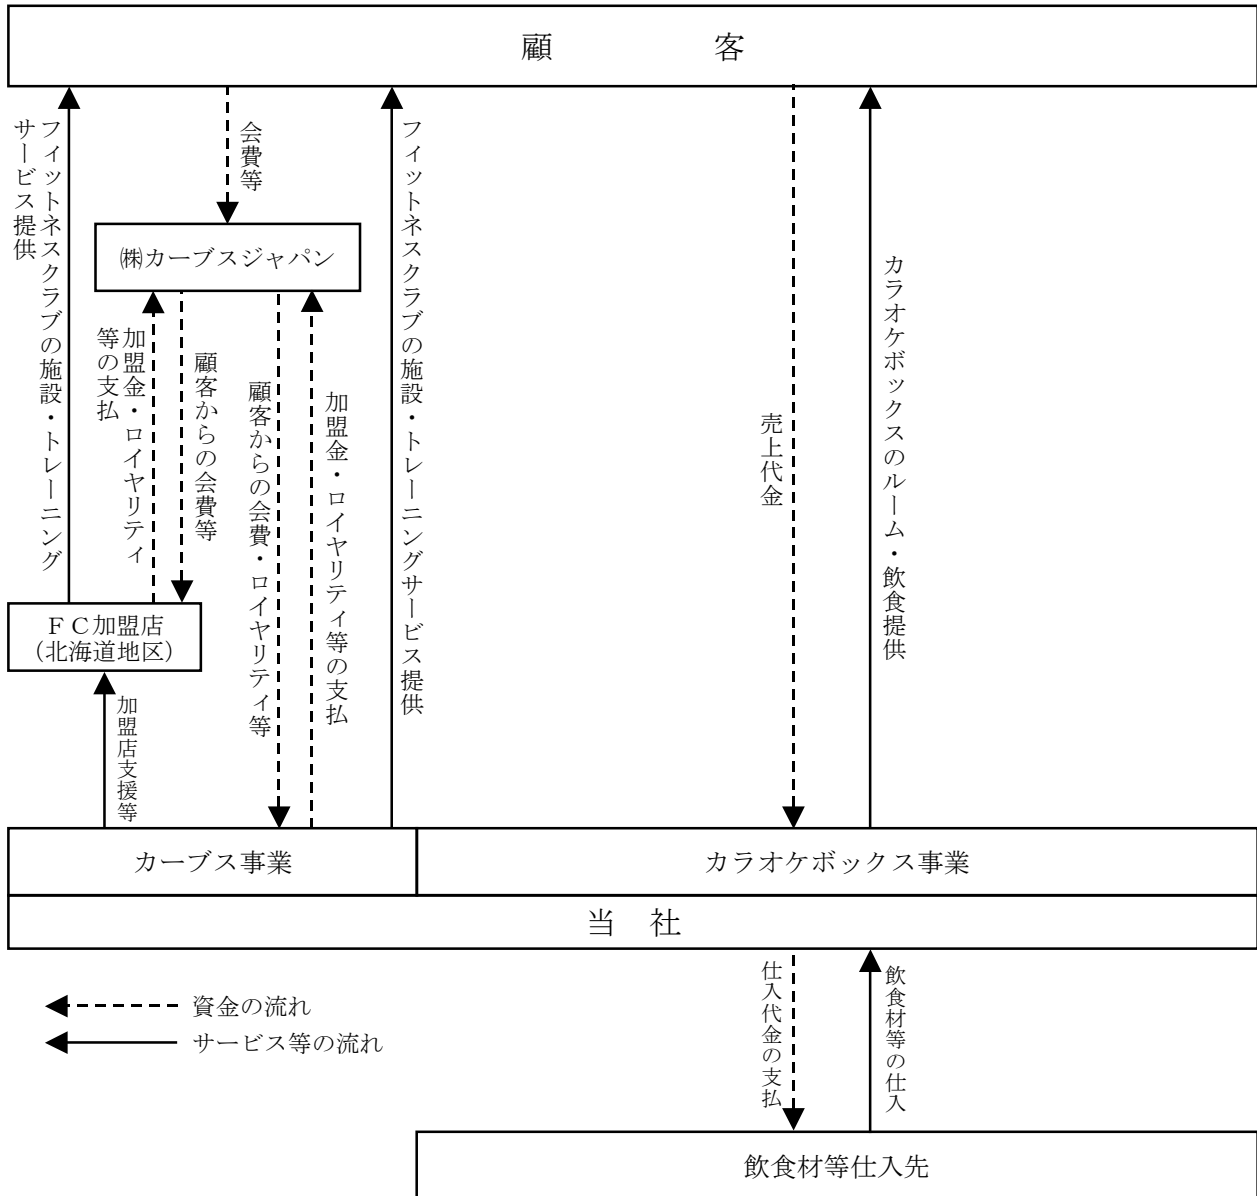 顧客
フィットネスクラブの施設・トレーニング
サービス提供
会費等
フィットネスクラブの施設・トレーニングサービス提供
売上代金
カラオケボックスのルーム・飲食提供
㈱カーブスジャパン
加盟金・ロイヤリティ
等の支払
顧客からの会費等
顧客からの会費・ロイヤリティ等
加盟金・ロイヤリティ等の支払
ＦＣ加盟店
（北海道地区）
加盟店支援等
カーブス事業
カラオケボックス事業
当社
資金の流れ
サービス等の流れ
仕入代金の支払
飲食材等の仕入
飲食材等仕入先